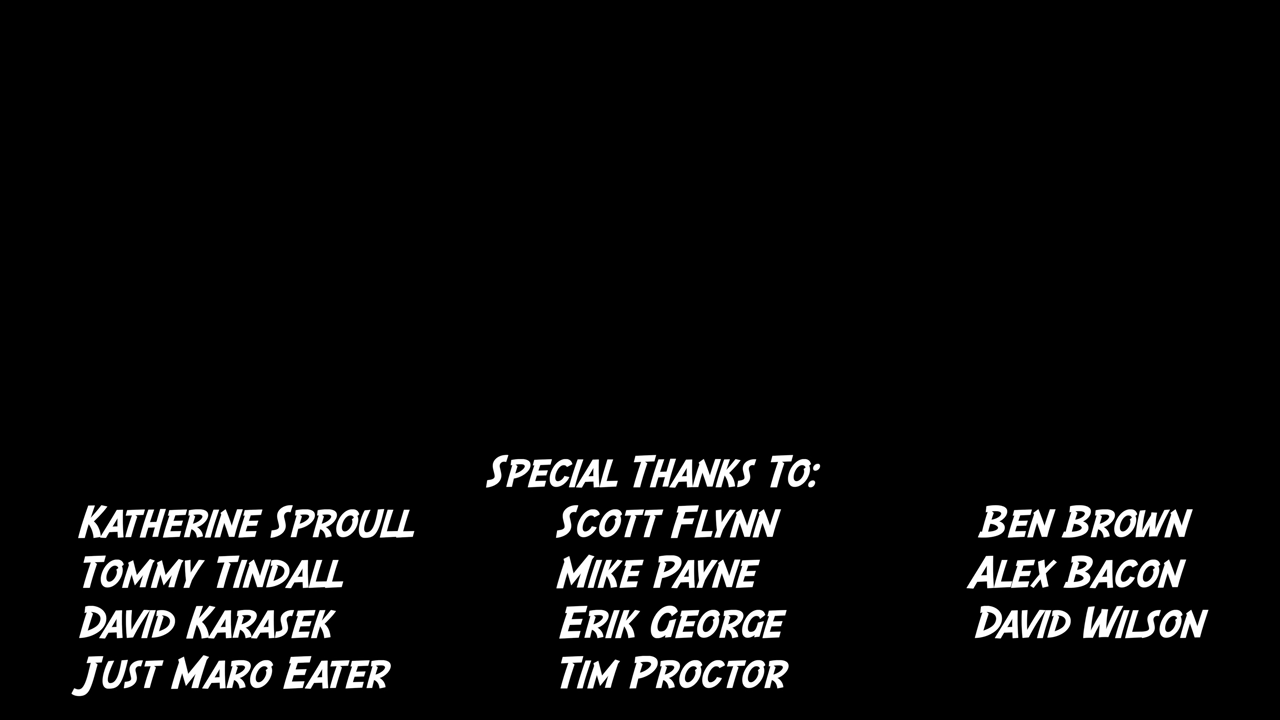 Special Thanks To:
Katherine Sproull Scott Flynn Ben Brown
Tommy Tindall Mike Payne Alex Bacon
David Karasek Erik George David Wilson
Just Maro Eater Tim Proctor